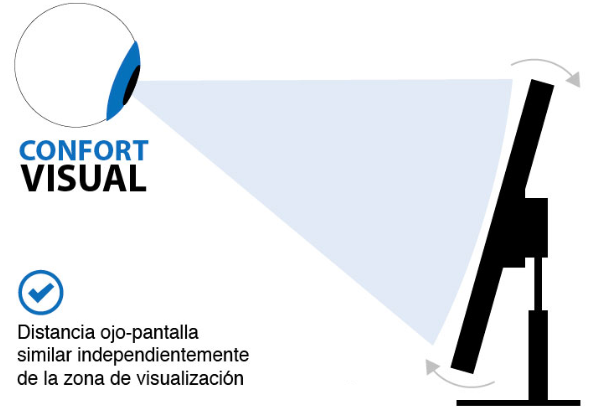 CONFORT
VISUAL
Distancia ojo-pantalla
similar independientemente
de la zona de visualización